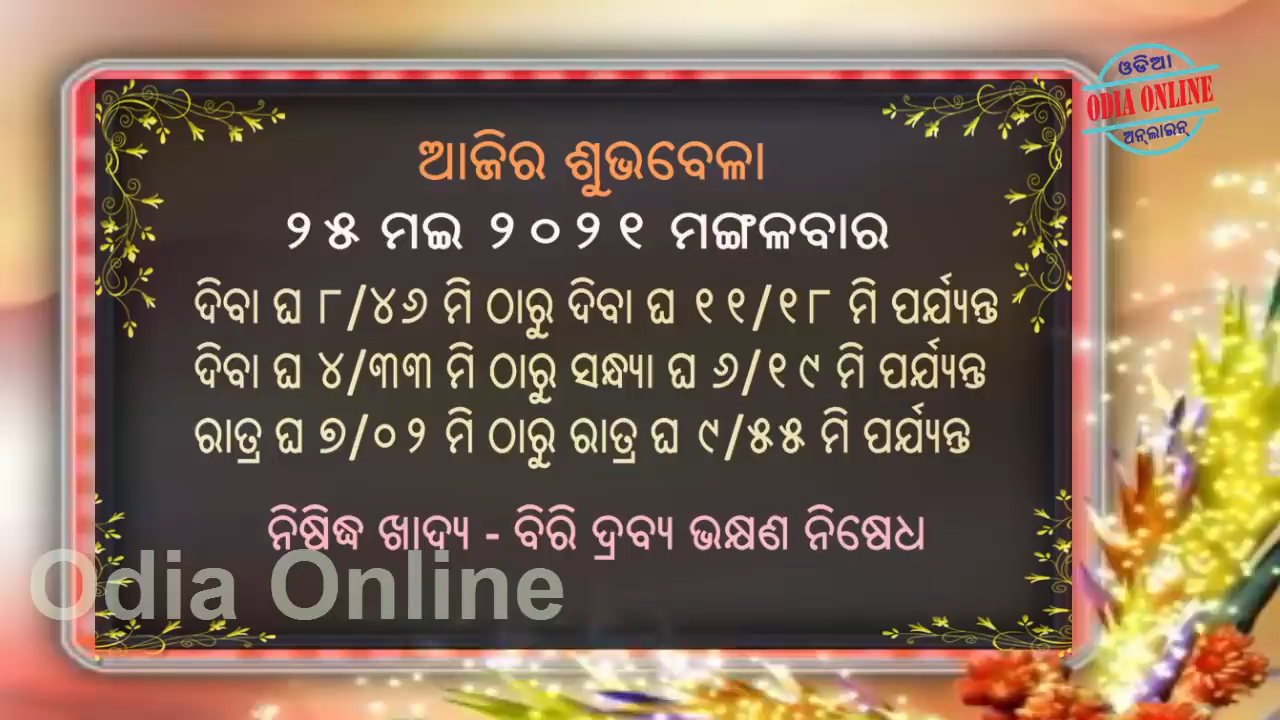 ଓଡିଆ
ODIA ONLINE
ଅନ୍‌ଲାଇନ୍
ଆଜିର ଶୁଭବେଳା
୨୫ ମଇ ୨୦୨୧ ମଙ୍ଗଳବାର
ଦିବା ଘ ୮/୪୬ ମି ଠାରୁ ଦିବା ଘ ୧୧/୧୮ ମି ପର୍ଯ୍ୟନ୍ତ
ଦିବା ଘ ୪/୩୩ ମି ଠାରୁ ସନ୍ଧ୍ୟା ଘ ୬/୧୯ ମି ପର୍ଯ୍ୟନ୍ତ
ରାତ୍ର ଘ ୭/୦୨ ମି ଠାରୁ ରାତ୍ର ଘ ୯/୫୫ ମି ପର୍ଯ୍ୟନ୍ତ
ନିଷିଦ୍ଧ ଖାଦ୍ୟ - ବିରି ଦ୍ରବ୍ୟ ଭକ୍ଷଣ ନିଷେଧ
Odia Online